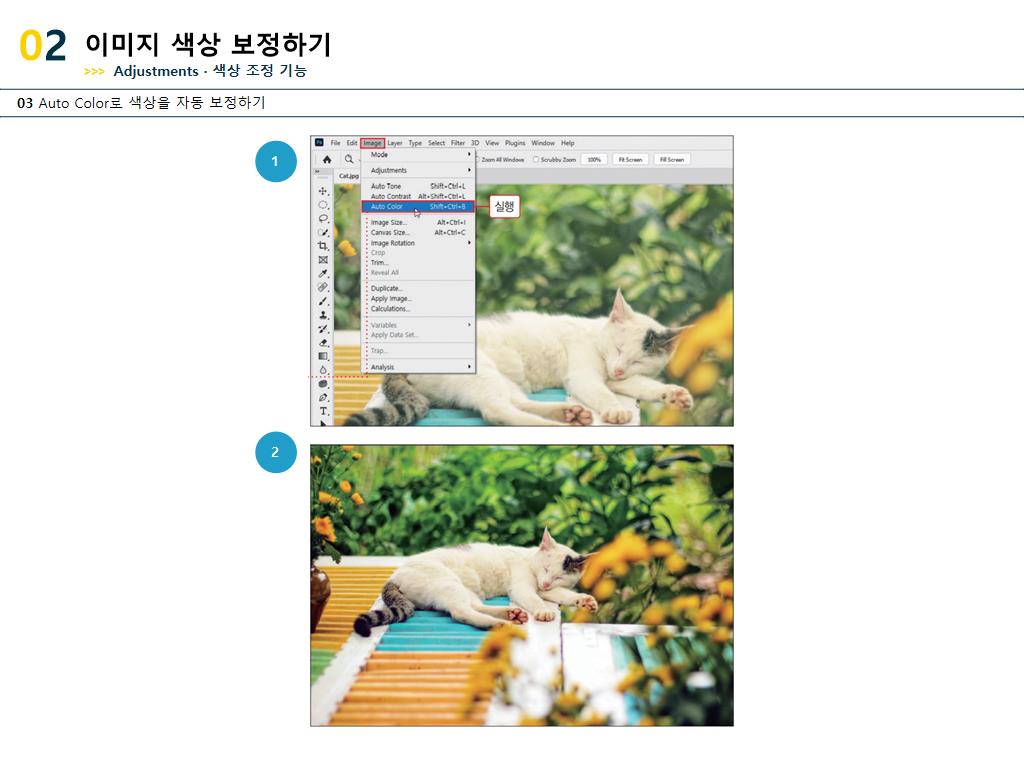 02 이미지 색상 보정하기
>>> Adjustments · 색상 조정 기능
03 Auto Color로 색상을 자동 보정하기
1
Ps File Edit Image Layer Type Select Filter 3D View Plugins Window Help
Zoom All Windows Scrubby Zoom 100% Fit Screen Fill Screen
Cat.jpg
Mode
Adjustments
Auto Tone Shift+Ctrl+L
Auto Contrast Alt+Shift+Ctrl+L
Auto Color Shift+Ctrl+B
실행
Image Size... Alt+Ctrl+I
Canvas Size... Alt+Ctrl+C
Image Rotation
Crop
Trim...
Reveal All
Duplicate...
Apply Image...
Calculations...
Variables
Apply Data Set...
Trap...
Analysis
2